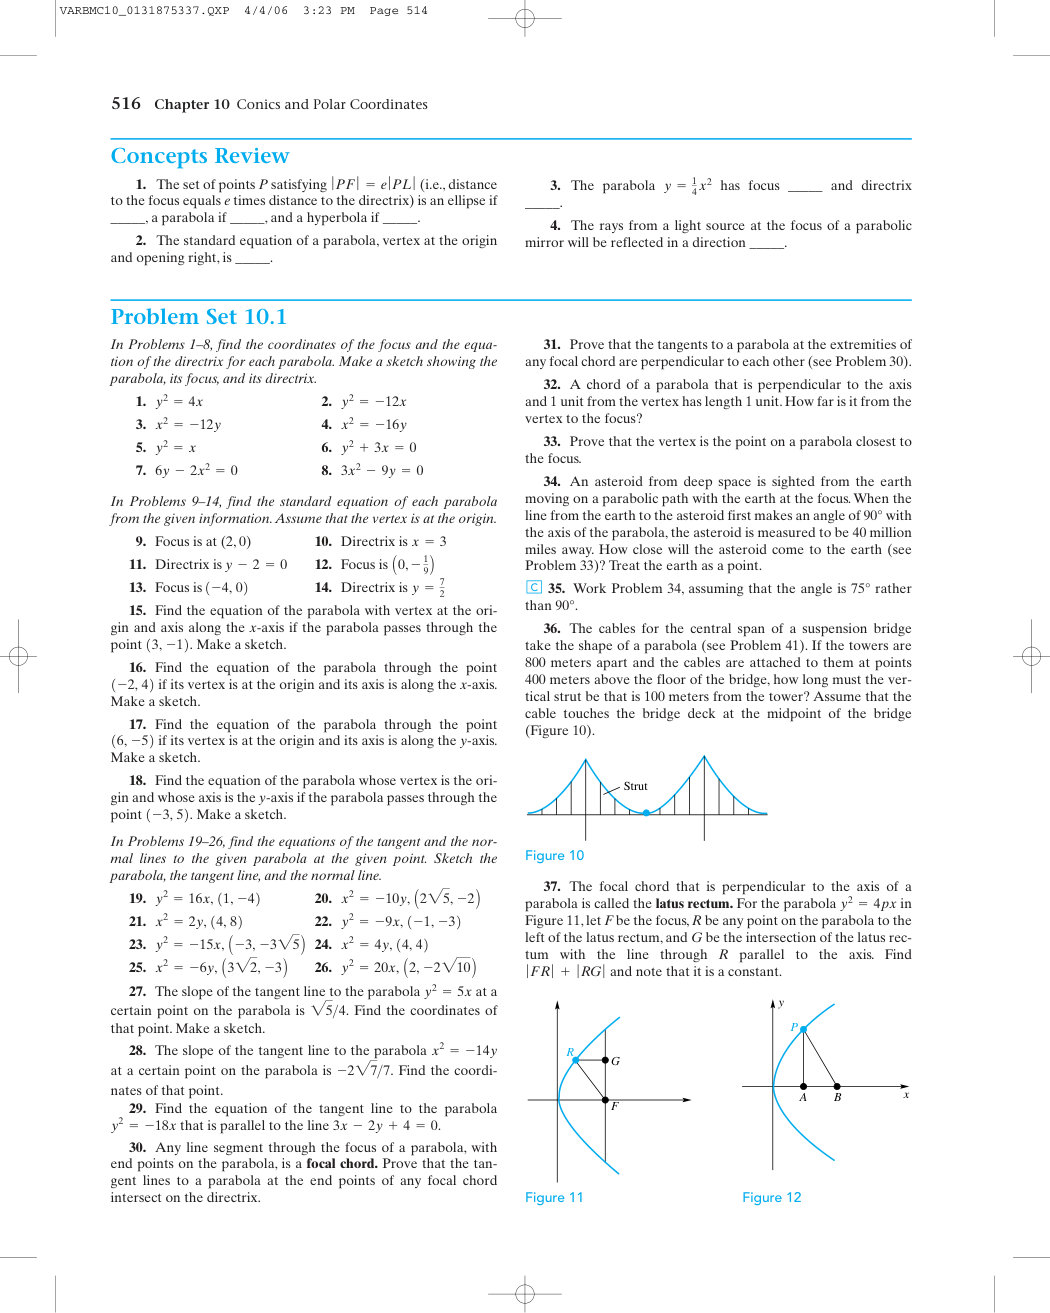 VARBMC10_0131875337.QXP 4/4/06 3:23 PM Page 514
516 Chapter 10 Conics and Polar Coordinates
Concepts Review
1. The set of points P satisfying |PF| = e|PL| (i.e., distance
to the focus equals e times distance to the directrix) is an ellipse if
_____, a parabola if _____, and a hyperbola if _____.
2. The standard equation of a parabola, vertex at the origin
and opening right, is _____.
3. The parabola y = 1/4 x² has focus _____ and directrix
_____.
4. The rays from a light source at the focus of a parabolic
mirror will be reflected in a direction _____.
Problem Set 10.1
In Problems 1–8, find the coordinates of the focus and the equa-
tion of the directrix for each parabola. Make a sketch showing the
parabola, its focus, and its directrix.
1. y² = 4x 2. y² = −12x
3. x² = −12y 4. x² = −16y
5. y² = x 6. y² + 3x = 0
7. 6y − 2x² = 0 8. 3x² − 9y = 0
In Problems 9–14, find the standard equation of each parabola
from the given information. Assume that the vertex is at the origin.
9. Focus is at (2, 0) 10. Directrix is x = 3
11. Directrix is y − 2 = 0 12. Focus is (0, −1/9)
13. Focus is (−4, 0) 14. Directrix is y = 7/2
15. Find the equation of the parabola with vertex at the ori-
gin and axis along the x-axis if the parabola passes through the
point (3, −1). Make a sketch.
16. Find the equation of the parabola through the point
(−2, 4) if its vertex is at the origin and its axis is along the x-axis.
Make a sketch.
17. Find the equation of the parabola through the point
(6, −5) if its vertex is at the origin and its axis is along the y-axis.
Make a sketch.
18. Find the equation of the parabola whose vertex is the ori-
gin and whose axis is the y-axis if the parabola passes through the
point (−3, 5). Make a sketch.
In Problems 19–26, find the equations of the tangent and the nor-
mal lines to the given parabola at the given point. Sketch the
parabola, the tangent line, and the normal line.
19. y² = 16x, (1, −4) 20. x² = −10y, (2√5, −2)
21. x² = 2y, (4, 8) 22. y² = −9x, (−1, −3)
23. y² = −15x, (−3, −3√5) 24. x² = 4y, (4, 4)
25. x² = −6y, (3√2, −3) 26. y² = 20x, (2, −2√10)
27. The slope of the tangent line to the parabola y² = 5x at a
certain point on the parabola is √5/4. Find the coordinates of
that point. Make a sketch.
28. The slope of the tangent line to the parabola x² = −14y
at a certain point on the parabola is −2√7/7. Find the coordi-
nates of that point.
29. Find the equation of the tangent line to the parabola
y² = −18x that is parallel to the line 3x − 2y + 4 = 0.
30. Any line segment through the focus of a parabola, with
end points on the parabola, is a focal chord. Prove that the tan-
gent lines to a parabola at the end points of any focal chord
intersect on the directrix.
31. Prove that the tangents to a parabola at the extremities of
any focal chord are perpendicular to each other (see Problem 30).
32. A chord of a parabola that is perpendicular to the axis
and 1 unit from the vertex has length 1 unit. How far is it from the
vertex to the focus?
33. Prove that the vertex is the point on a parabola closest to
the focus.
34. An asteroid from deep space is sighted from the earth
moving on a parabolic path with the earth at the focus. When the
line from the earth to the asteroid first makes an angle of 90° with
the axis of the parabola, the asteroid is measured to be 40 million
miles away. How close will the asteroid come to the earth (see
Problem 33)? Treat the earth as a point.
C 35. Work Problem 34, assuming that the angle is 75° rather
than 90°.
36. The cables for the central span of a suspension bridge
take the shape of a parabola (see Problem 41). If the towers are
800 meters apart and the cables are attached to them at points
400 meters above the floor of the bridge, how long must the ver-
tical strut be that is 100 meters from the tower? Assume that the
cable touches the bridge deck at the midpoint of the bridge
(Figure 10).
Strut
Figure 10
37. The focal chord that is perpendicular to the axis of a
parabola is called the latus rectum. For the parabola y² = 4px in
Figure 11, let F be the focus, R be any point on the parabola to the
left of the latus rectum, and G be the intersection of the latus rec-
tum with the line through R parallel to the axis. Find
|FR| + |RG| and note that it is a constant.
R
G
F
Figure 11
y
P
A B x
Figure 12